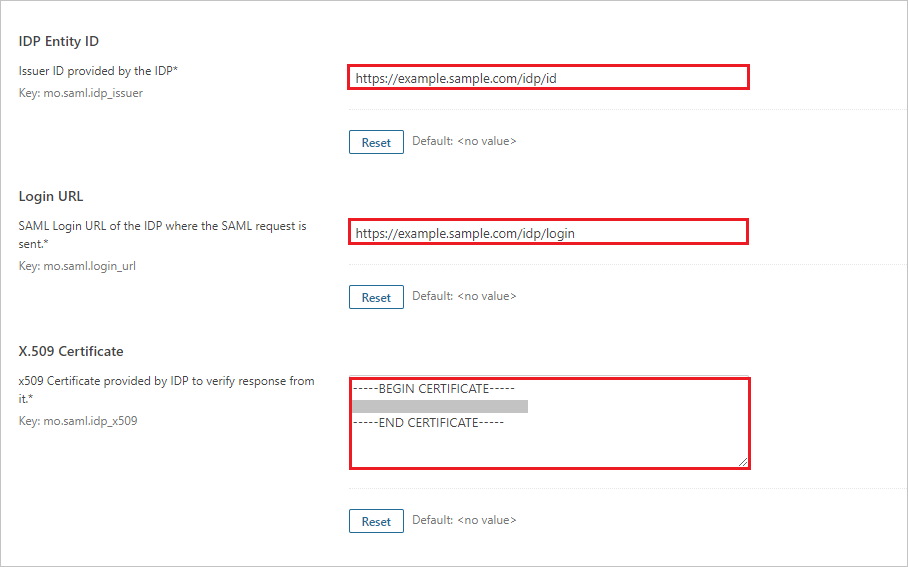 IDP Entity ID
Issuer ID provided by the IDP*
https://example.sample.com/idp/id
Key: mo.saml.idp_issuer
Reset Default: <no value>
Login URL
SAML Login URL of the IDP where the SAML request is
sent.*
https://example.sample.com/idp/login
Key: mo.saml.login_url
Reset Default: <no value>
X.509 Certificate
x509 Certificate provided by IDP to verify response from
it.*
Key: mo.saml.idp_x509
-----BEGIN CERTIFICATE-----
-----END CERTIFICATE-----
Reset Default: <no value>